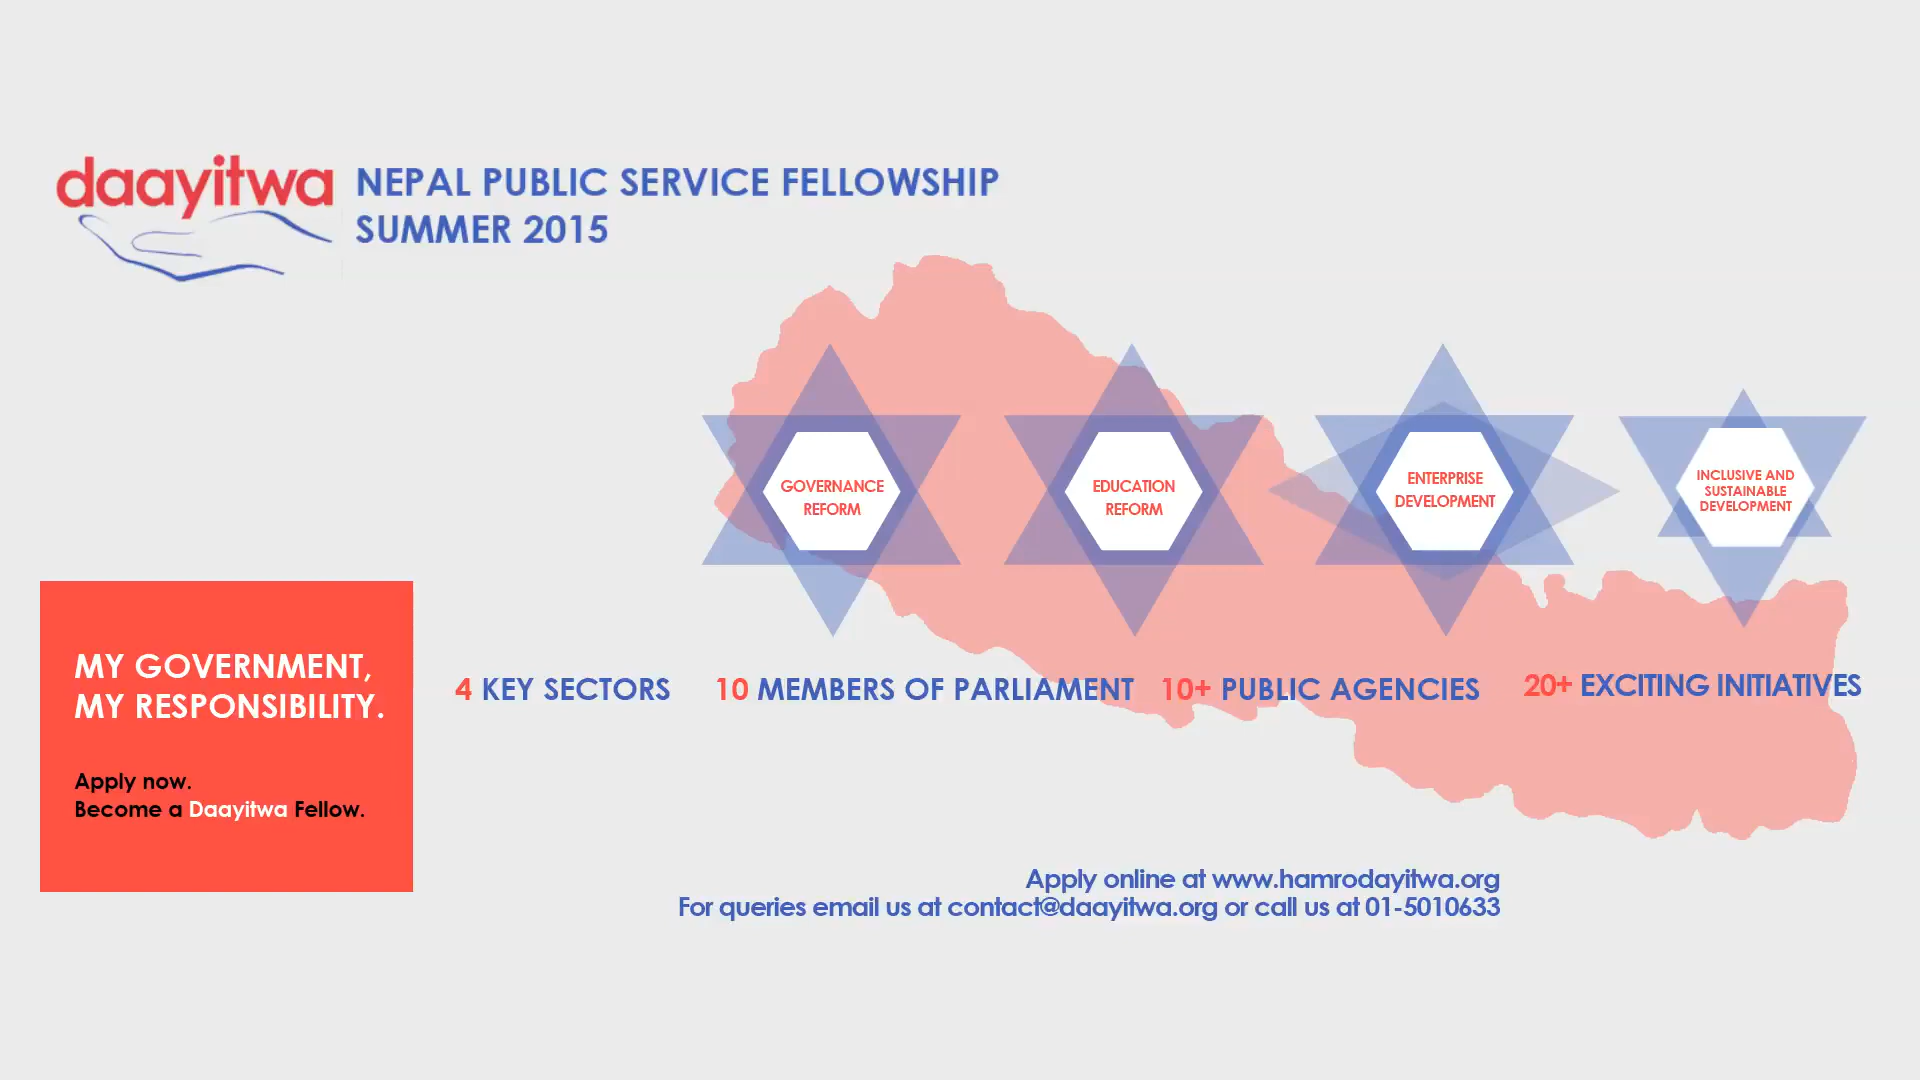 daayitwa
NEPAL PUBLIC SERVICE FELLOWSHIP
SUMMER 2015
GOVERNANCE
REFORM
EDUCATION
REFORM
ENTERPRISE
DEVELOPMENT
INCLUSIVE AND
SUSTAINABLE
DEVELOPMENT
MY GOVERNMENT,
MY RESPONSIBILITY.
Apply now.
Become a Daayitwa Fellow.
4 KEY SECTORS
10 MEMBERS OF PARLIAMENT
10+ PUBLIC AGENCIES
20+ EXCITING INITIATIVES
Apply online at www.hamrodayitwa.org
For queries email us at contact@daayitwa.org or call us at 01-5010633